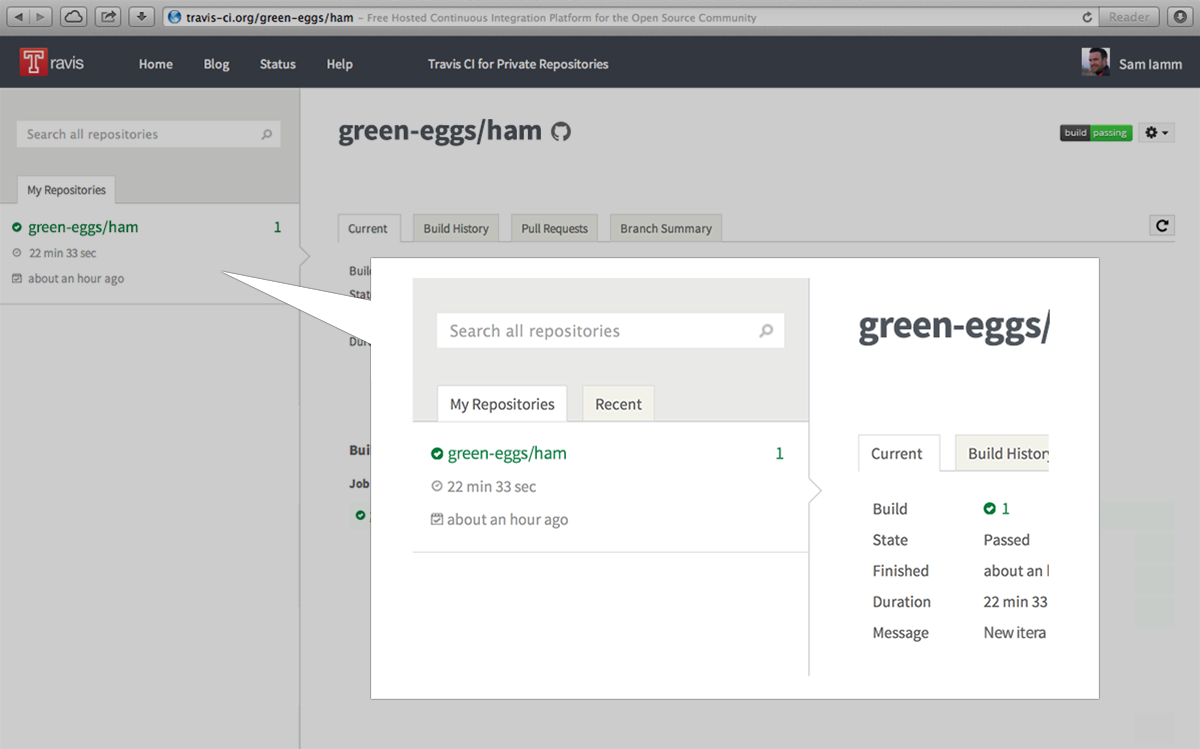 travis-ci.org/green-eggs/ham – Free Hosted Continuous Integration Platform for the Open Source Community
Reader
Travis Home Blog Status Help Travis CI for Private Repositories Sam Iamm
Search all repositories
green-eggs/ham
build passing
My Repositories
green-eggs/ham 1
22 min 33 sec
about an hour ago
Current Build History Pull Requests Branch Summary
Search all repositories
green-eggs/
My Repositories Recent
green-eggs/ham 1
22 min 33 sec
about an hour ago
Current Build History
Build 1
State Passed
Finished about an
Duration 22 min 33
Message New itera
Job